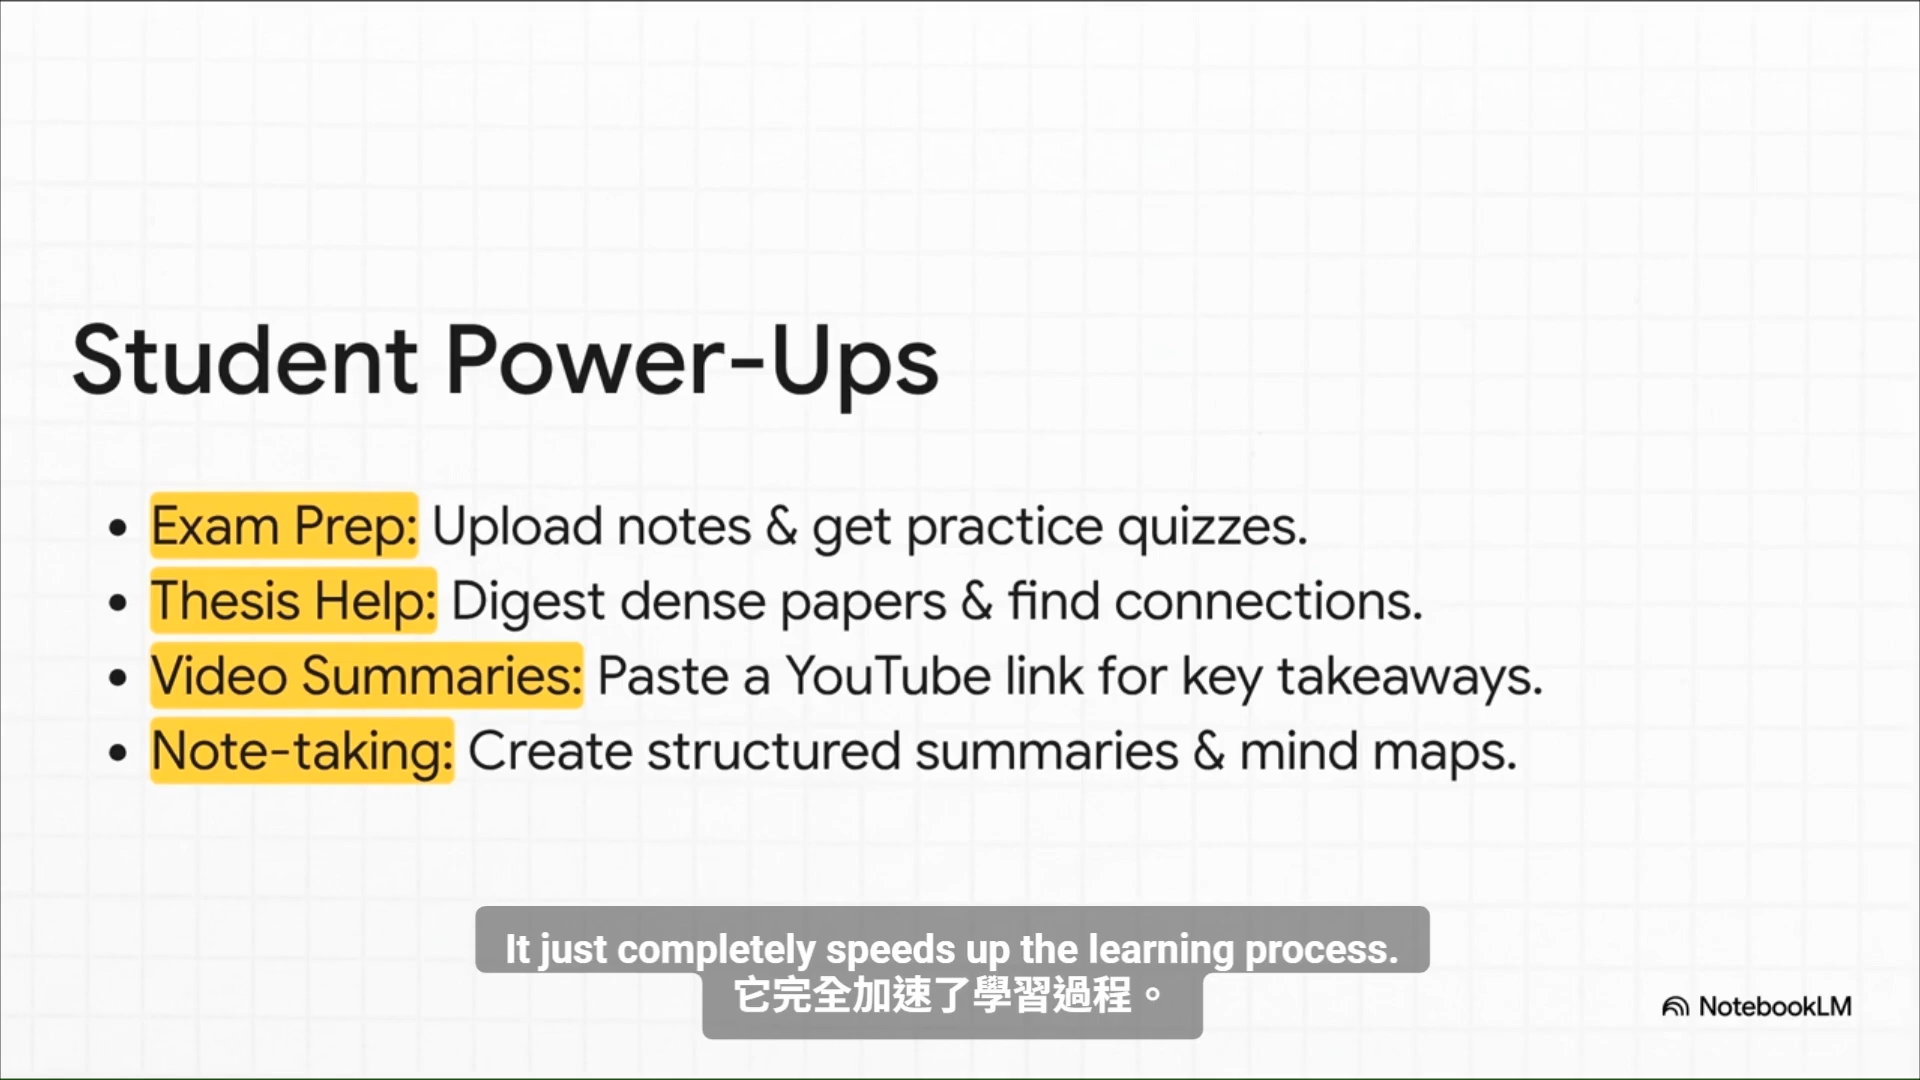 Student Power-Ups
• Exam Prep: Upload notes & get practice quizzes.
• Thesis Help: Digest dense papers & find connections.
• Video Summaries: Paste a YouTube link for key takeaways.
• Note-taking: Create structured summaries & mind maps.
It just completely speeds up the learning process.
它完全加速了學習過程。
NotebookLM